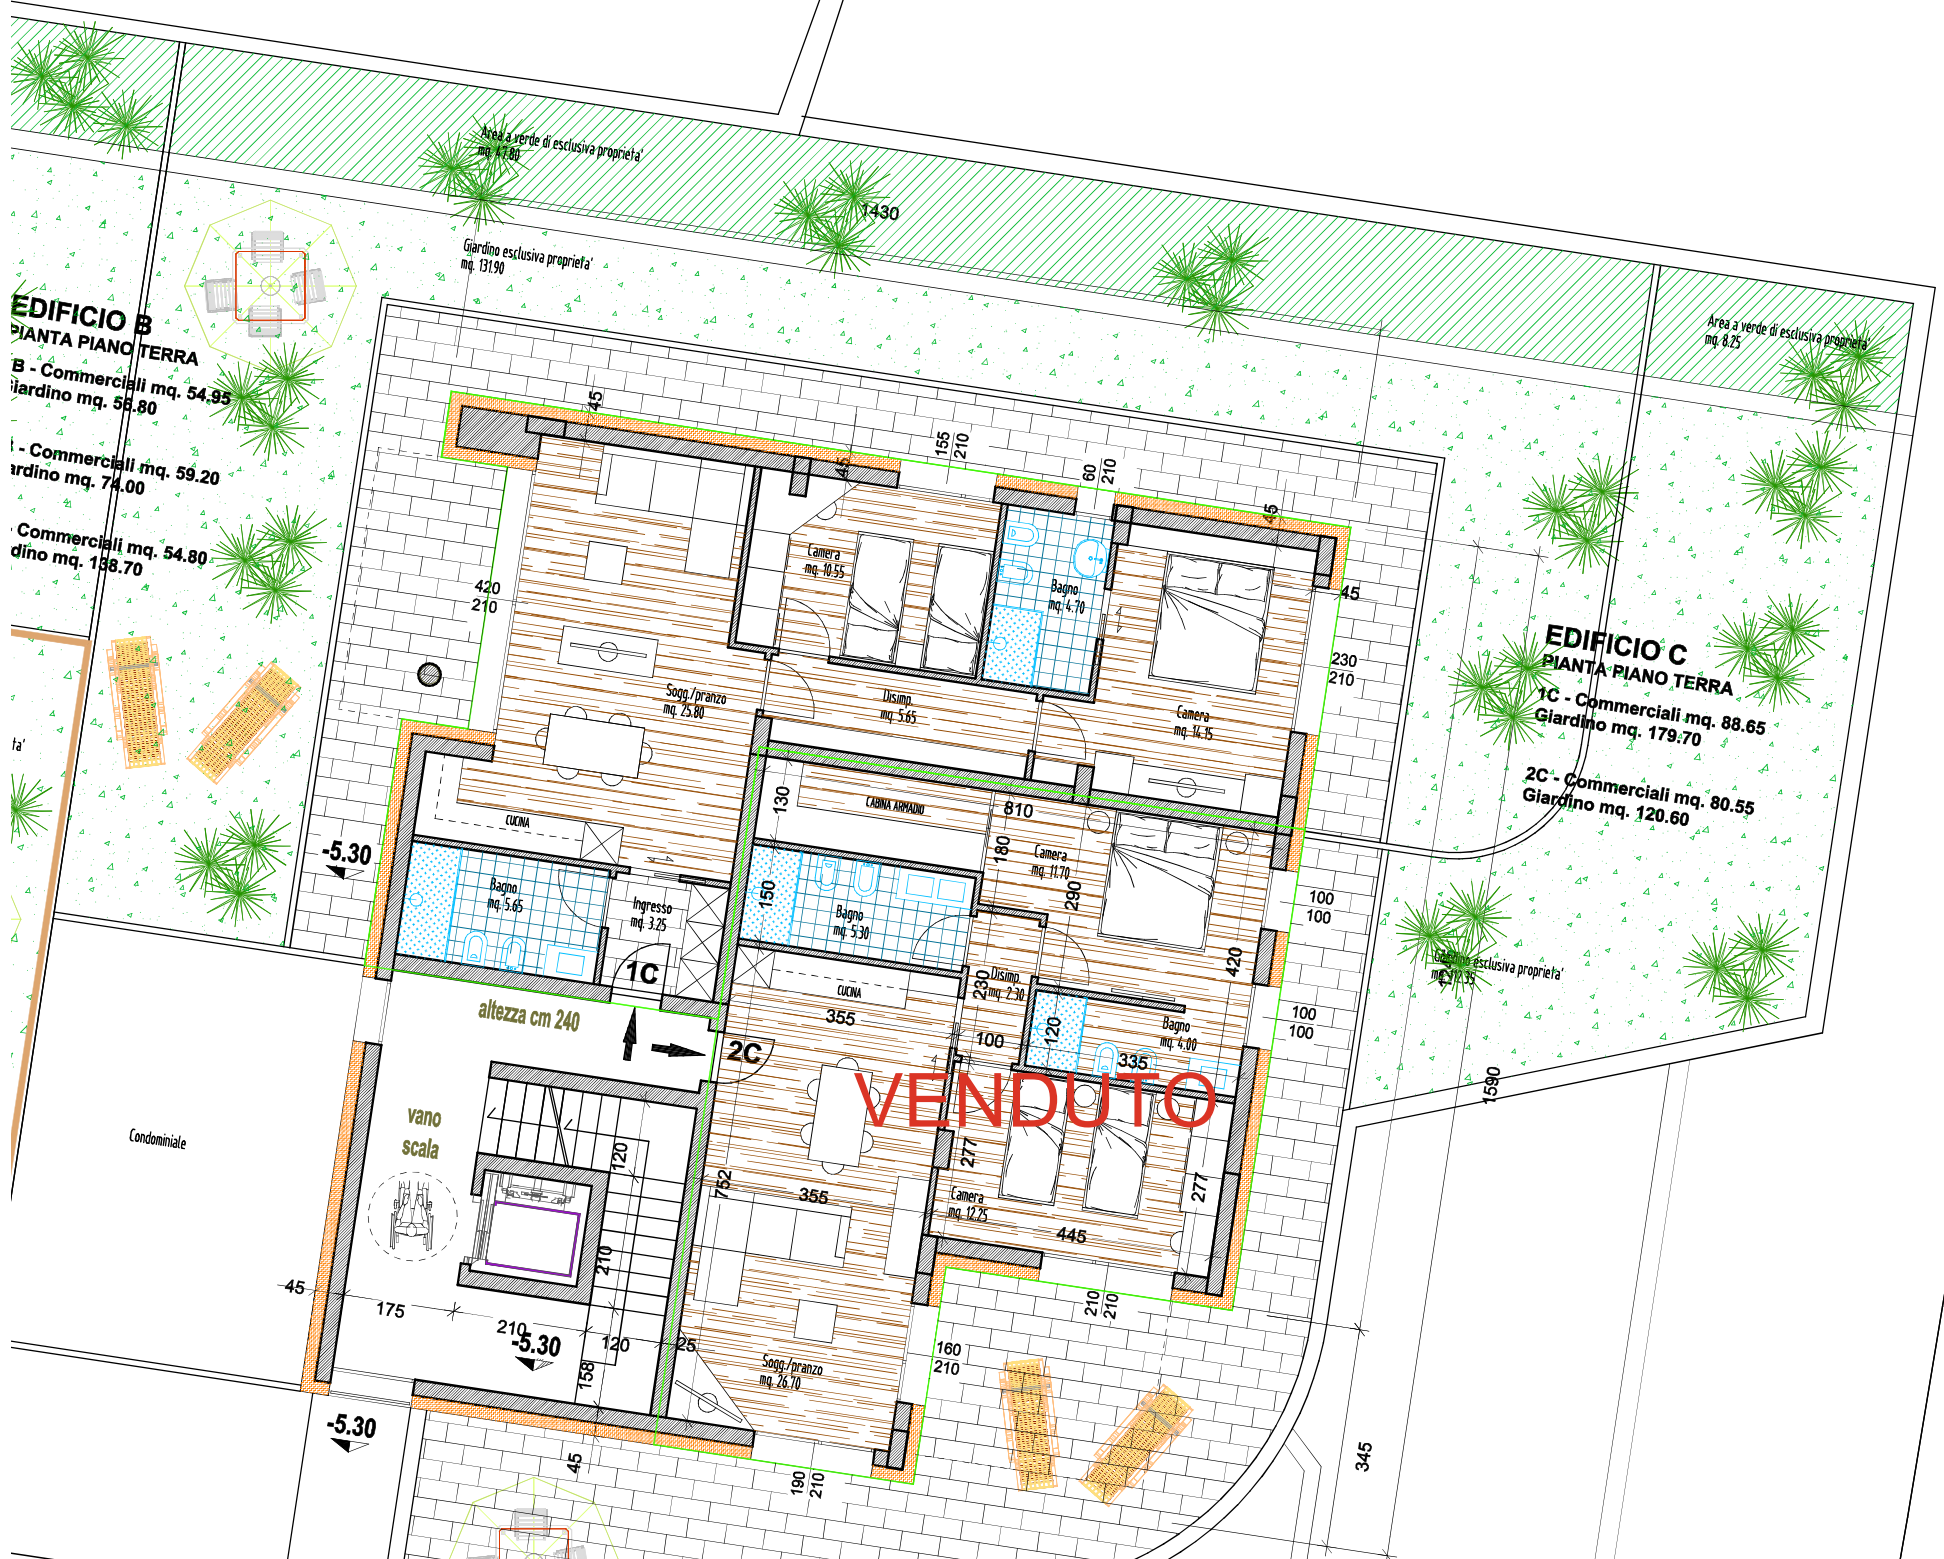 Area a verde di esclusiva proprieta'
mq. 47.80
1430
Giardino esclusiva proprieta'
mq. 131.90
Area a verde di esclusiva proprieta'
mq. 8.25
EDIFICIO B
PIANTA PIANO TERRA
B - Commerciali mq. 54.95
Giardino mq. 56.80
- Commerciali mq. 59.20
ardino mq. 74.00
- Commerciali mq. 54.80
dino mq. 138.70
ta'
45
45
155
210
60
210
45
45
420
210
230
210
Camera
mq. 10.55
Bagno
mq. 4.70
Sogg./pranzo
mq. 25.80
Disimp.
mq. 5.65
Camera
mq. 14.15
EDIFICIO C
PIANTA PIANO TERRA
1C - Commerciali mq. 88.65
Giardino mq. 179.70
2C - Commerciali mq. 80.55
Giardino mq. 120.60
130
CABINA ARMADIO
810
CUCINA
-5.30
180
Camera
mq. 11.70
Bagno
mq. 5.65
Ingresso
mq. 3.25
150
Bagno
mq. 5.30
290
100
100
420
1C
CUCINA
230
Disimp.
mq. 2.30
Giardino esclusiva proprieta'
altezza cm 240
355
100
120
Bagno
mq. 4.00
100
100
2C
335
VENDUTO
1590
vano
scala
Condominiale
120
277
277
752
355
Camera
mq. 12.25
445
210
45
175
210
-5.30
120
25
158
210
210
160
210
Sogg./pranzo
mq. 26.70
-5.30
45
190
210
345